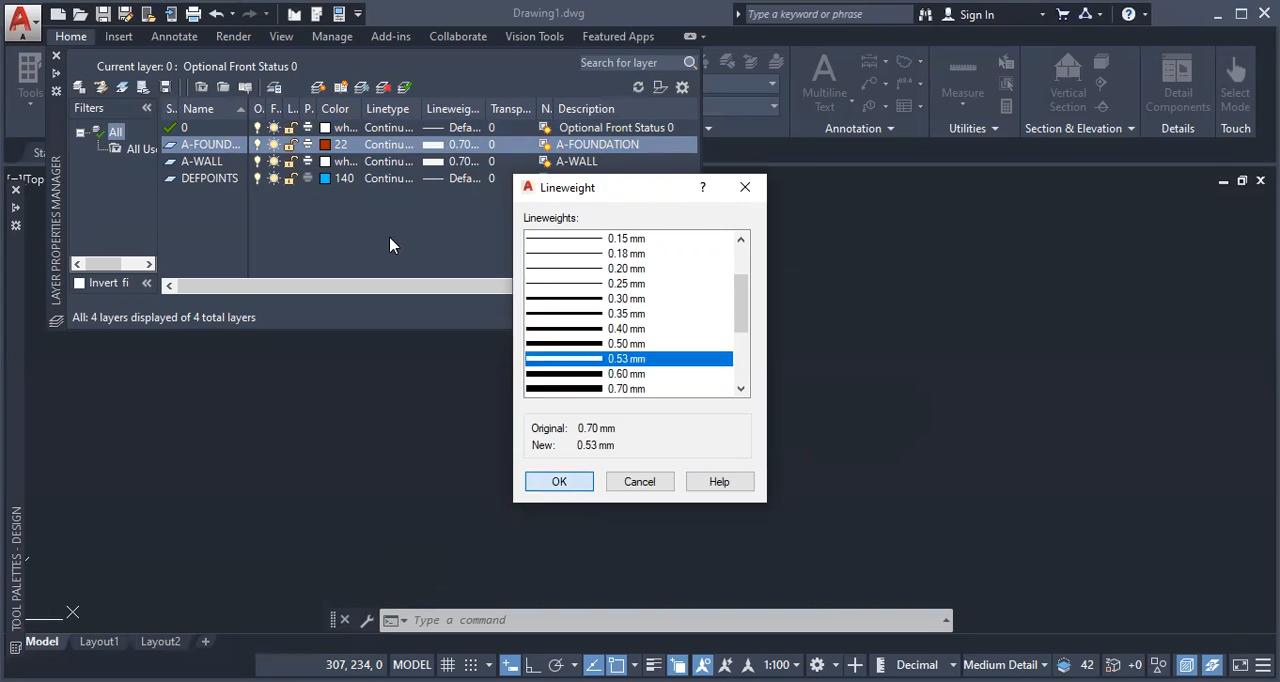 Drawing1.dwg
Type a keyword or phrase
Sign In
Home Insert Annotate Render View Manage Add-ins Collaborate Vision Tools Featured Apps
Current layer: 0 : Optional Front Status 0
Search for layer
Tools
Filters
S.. Name O. F.. L.. P. Color Linetype Lineweig... Transp... N. Description
All
All Use
0 wh... Continu... Defa... 0 Optional Front Status 0
A-FOUND... 22 Continu... 0.70... 0 A-FOUNDATION
A-WALL wh... Continu... 0.70... 0 A-WALL
DEFPOINTS 140 Continu... Defa... 0
Invert fi
All: 4 layers displayed of 4 total layers
LAYER PROPERTIES MANAGER
Multiline
Text
Annotation
Measure
Utilities
Vertical
Section
Section & Elevation
Detail
Components
Details
Select
Mode
Touch
Sta
[-][Top
Lineweight
?
Lineweights:
0.15 mm
0.18 mm
0.20 mm
0.25 mm
0.30 mm
0.35 mm
0.40 mm
0.50 mm
0.53 mm
0.60 mm
0.70 mm
Original: 0.70 mm
New: 0.53 mm
OK Cancel Help
TOOL PALETTES - DESIGN
Type a command
Model Layout1 Layout2 +
307, 234, 0 MODEL 1:100 Decimal Medium Detail 42 +0